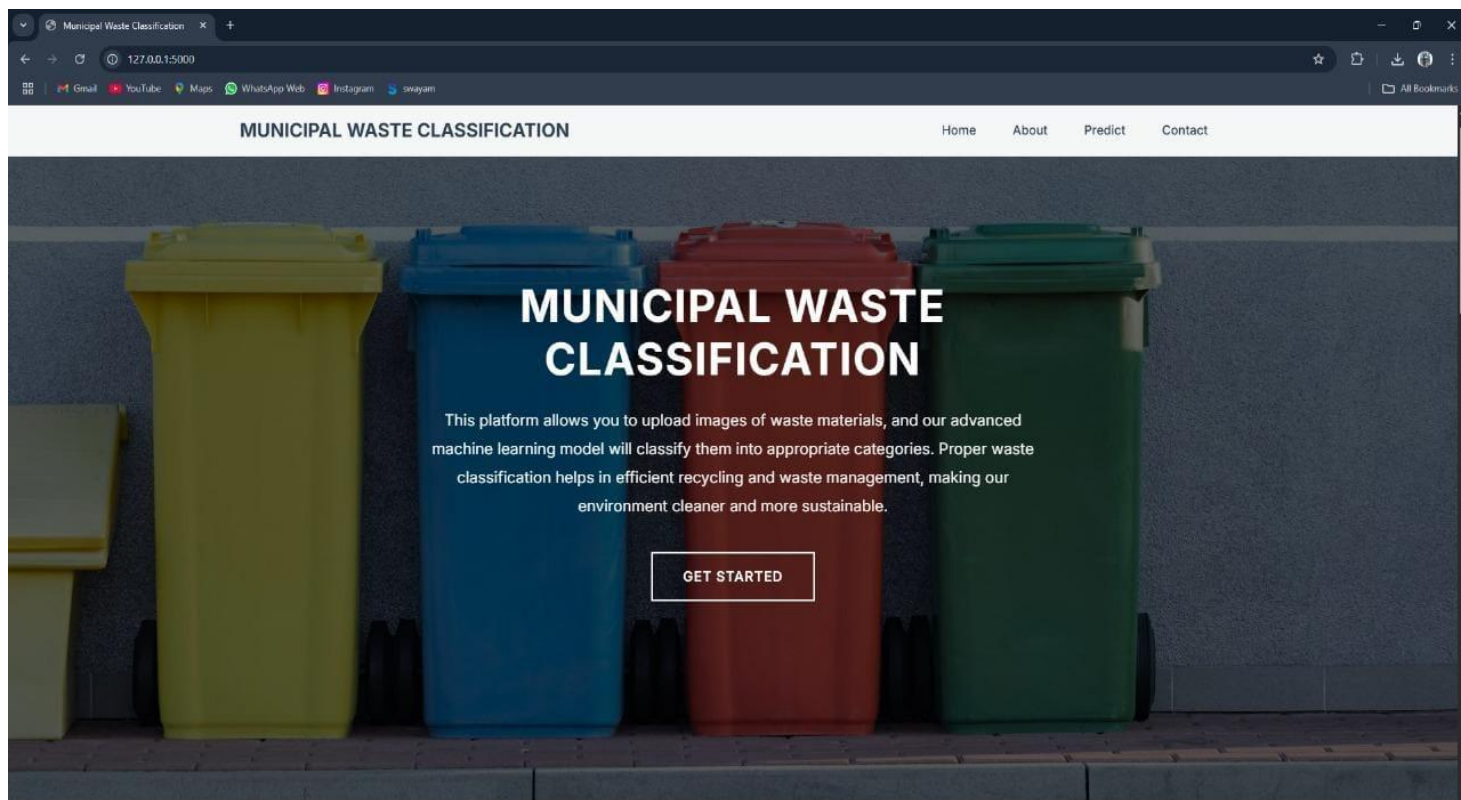 Municipal Waste Classification
127.0.0.1:5000
Gmail YouTube Maps WhatsApp Web Instagram swayam All Bookmarks
MUNICIPAL WASTE CLASSIFICATION Home About Predict Contact
MUNICIPAL WASTE
CLASSIFICATION
This platform allows you to upload images of waste materials, and our advanced
machine learning model will classify them into appropriate categories. Proper waste
classification helps in efficient recycling and waste management, making our
environment cleaner and more sustainable.
GET STARTED